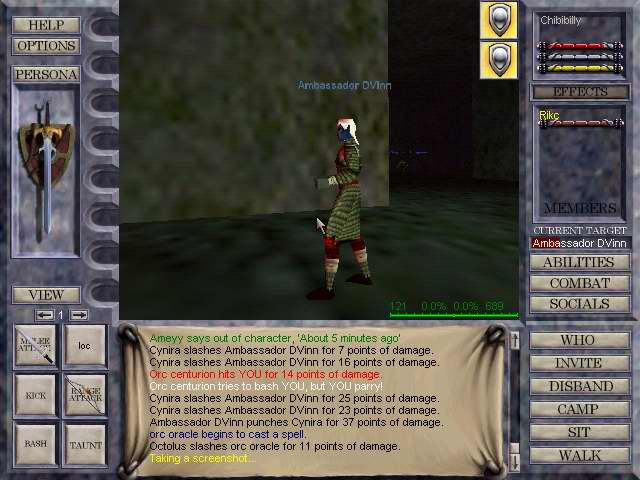 HELP
OPTIONS
PERSONA
VIEW
1
MELEE ATTACK
loc
KICK
RANGE ATTACK
BASH
TAUNT
Ambassador DVinn
121 0.0% 0.0% 689
Ameyy says out of character, 'About 5 minutes ago'
Cynira slashes Ambassador DVinn for 7 points of damage.
Cynira slashes Ambassador DVinn for 16 points of damage.
Orc centurion hits YOU for 14 points of damage.
Orc centurion tries to bash YOU, but YOU parry!
Cynira slashes Ambassador DVinn for 25 points of damage.
Cynira slashes Ambassador DVinn for 23 points of damage.
Ambassador DVinn punches Cynira for 37 points of damage.
orc oracle begins to cast a spell.
Octolus slashes orc oracle for 11 points of damage.
Taking a screenshot...
Chibibilly
EFFECTS
Rikc
MEMBERS
CURRENT TARGET
Ambassador DVinn
ABILITIES
COMBAT
SOCIALS
WHO
INVITE
DISBAND
CAMP
SIT
WALK